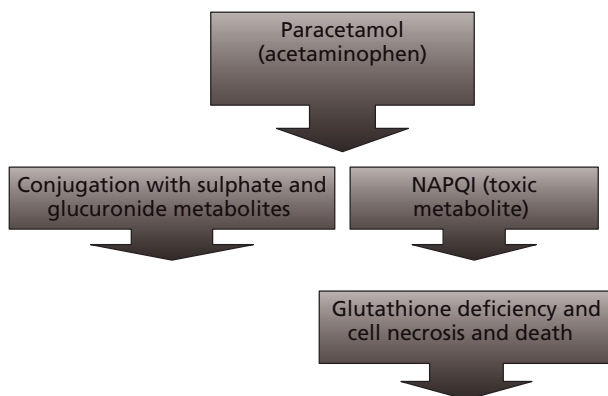 Paracetamol
(acetaminophen)
Conjugation with sulphate and
glucuronide metabolites
NAPQI (toxic
metabolite)
Glutathione deficiency and
cell necrosis and death